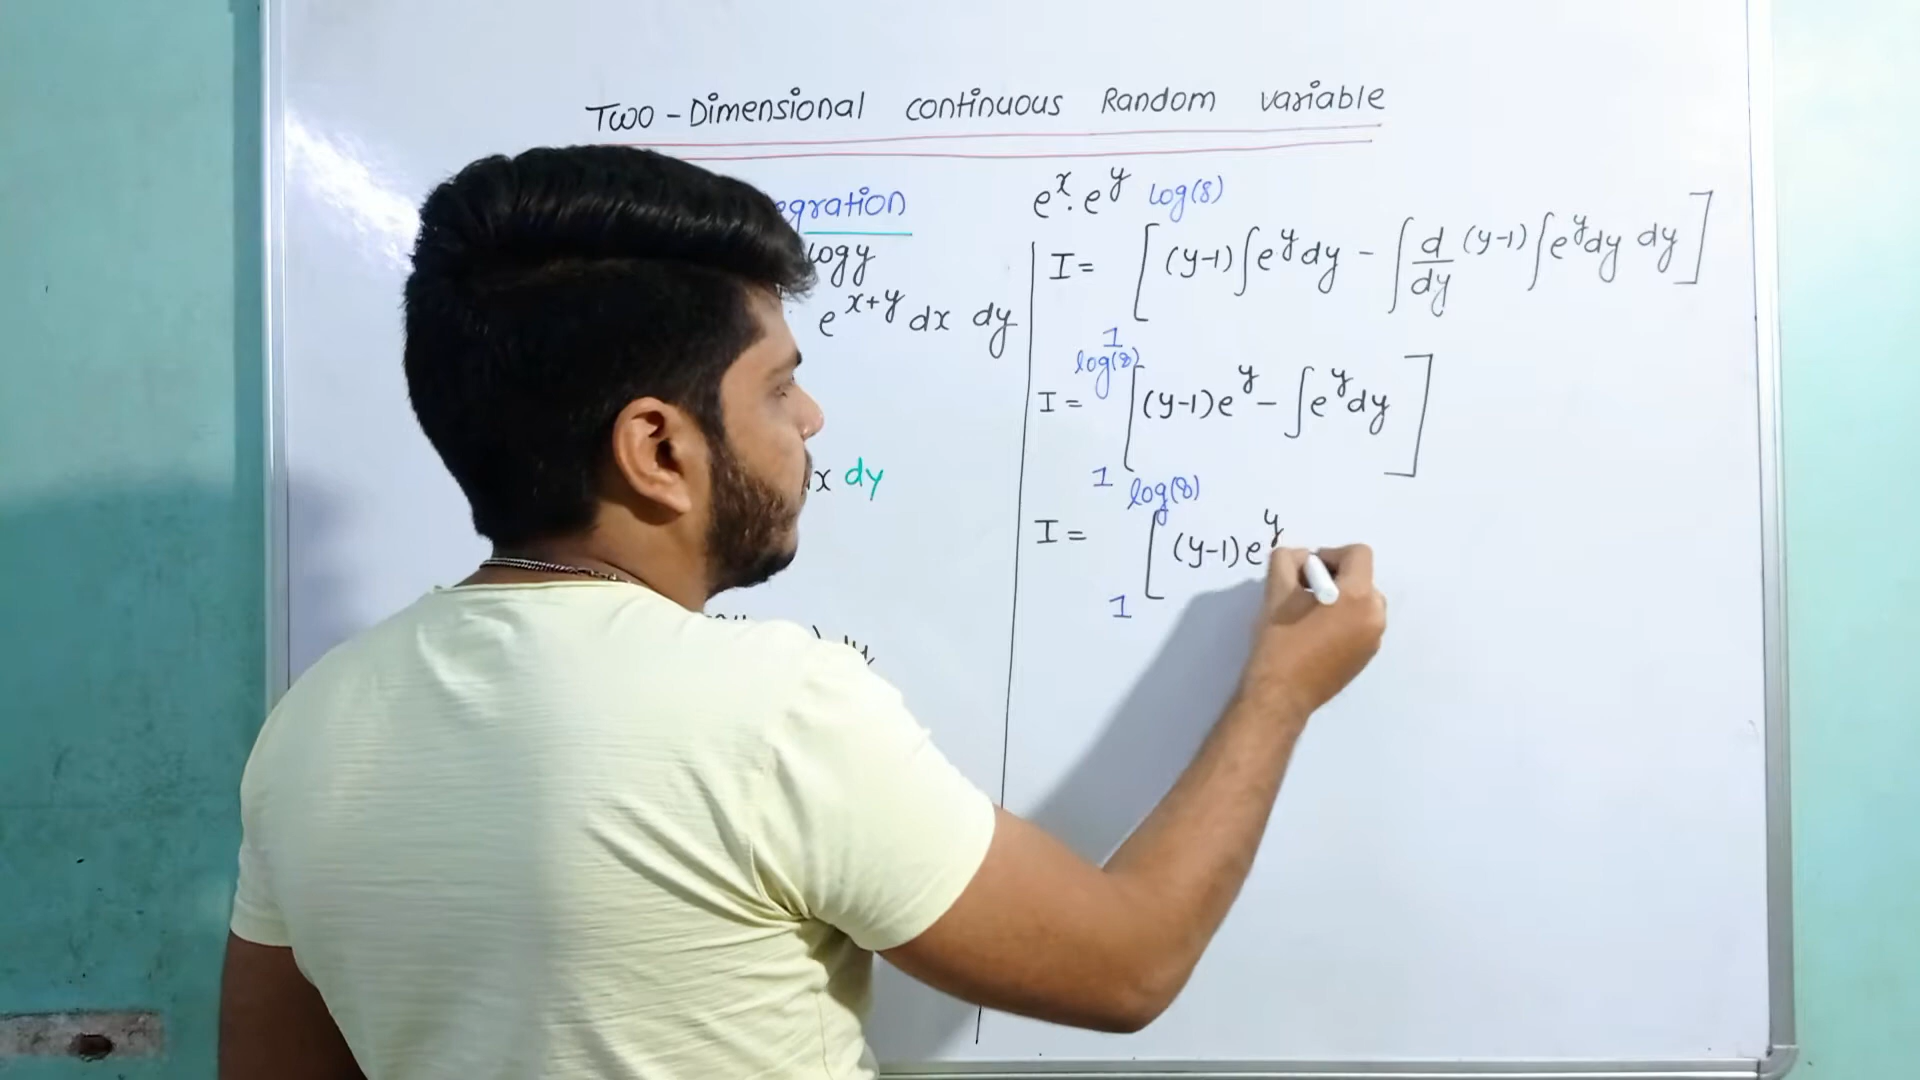 Two-Dimensional continuous Random variable
logy
e^{x+y} dx dy
x dy
e^x. e^y
I = [(y-1)∫e^y dy - ∫ d/dy (y-1)∫e^y dy dy] log(8) 1
I = [(y-1)e^y - ∫e^y dy] log(8) 1
I = [(y-1)e^y log(8) 1